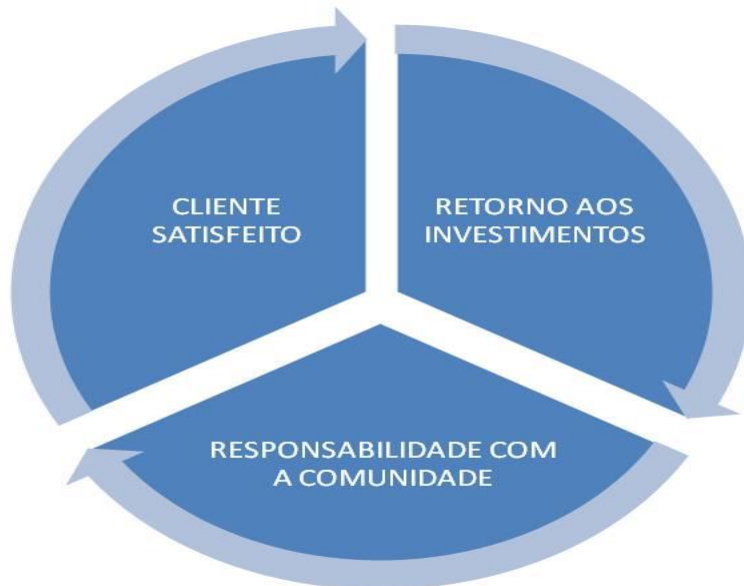 CLIENTE
SATISFEITO
RETORNO AOS
INVESTIMENTOS
RESPONSABILIDADE COM
A COMUNIDADE